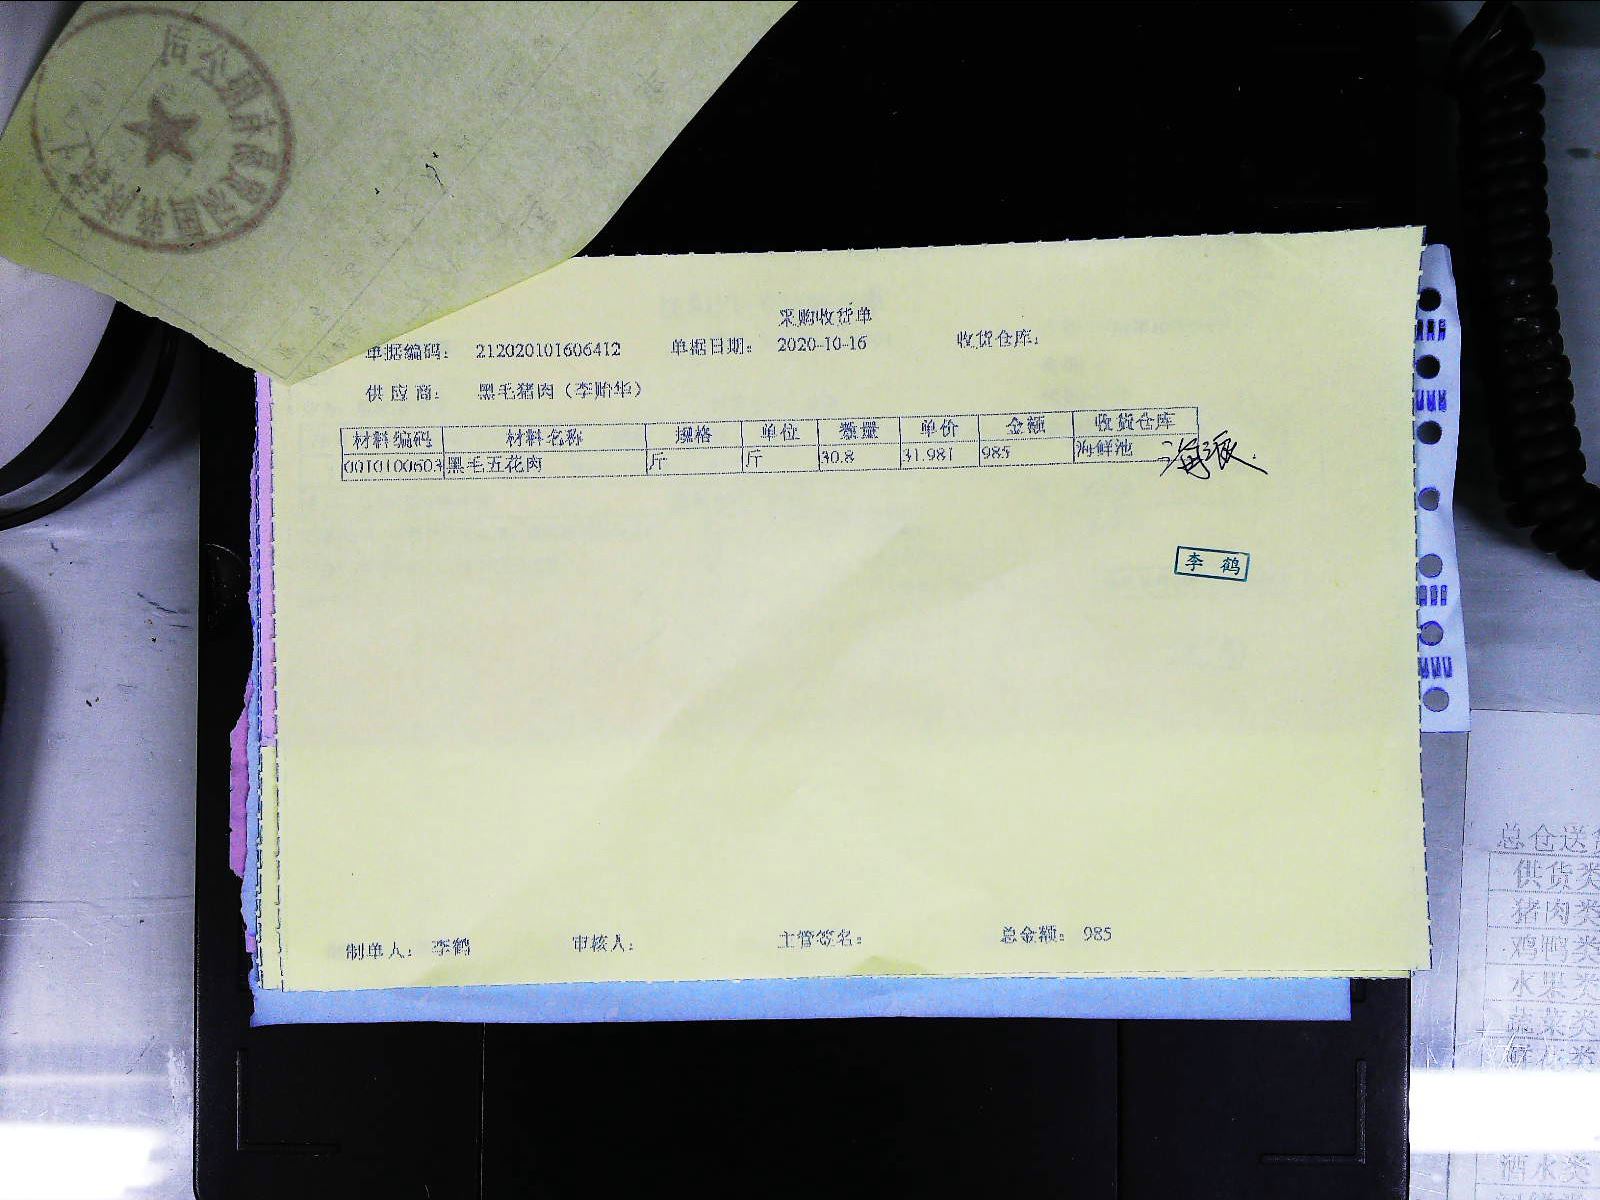 采购收货单
单据编码： 212020101606412 单据日期： 2020-10-16 收货仓库：
供应商： 黑毛猪肉（李贻华）
材料编码 材料名称 规格 单位 数量 单价 金额 收货仓库
0010100603 黑毛五花肉 斤 斤 30.8 31.981 985 海鲜池
李鹤
制单人： 李鹤 审核人： 主管签名： 总金额： 985
总仓送
供货类
猪肉类
鸡鸭类
水果类
蔬菜类
鲜花类
酒水类